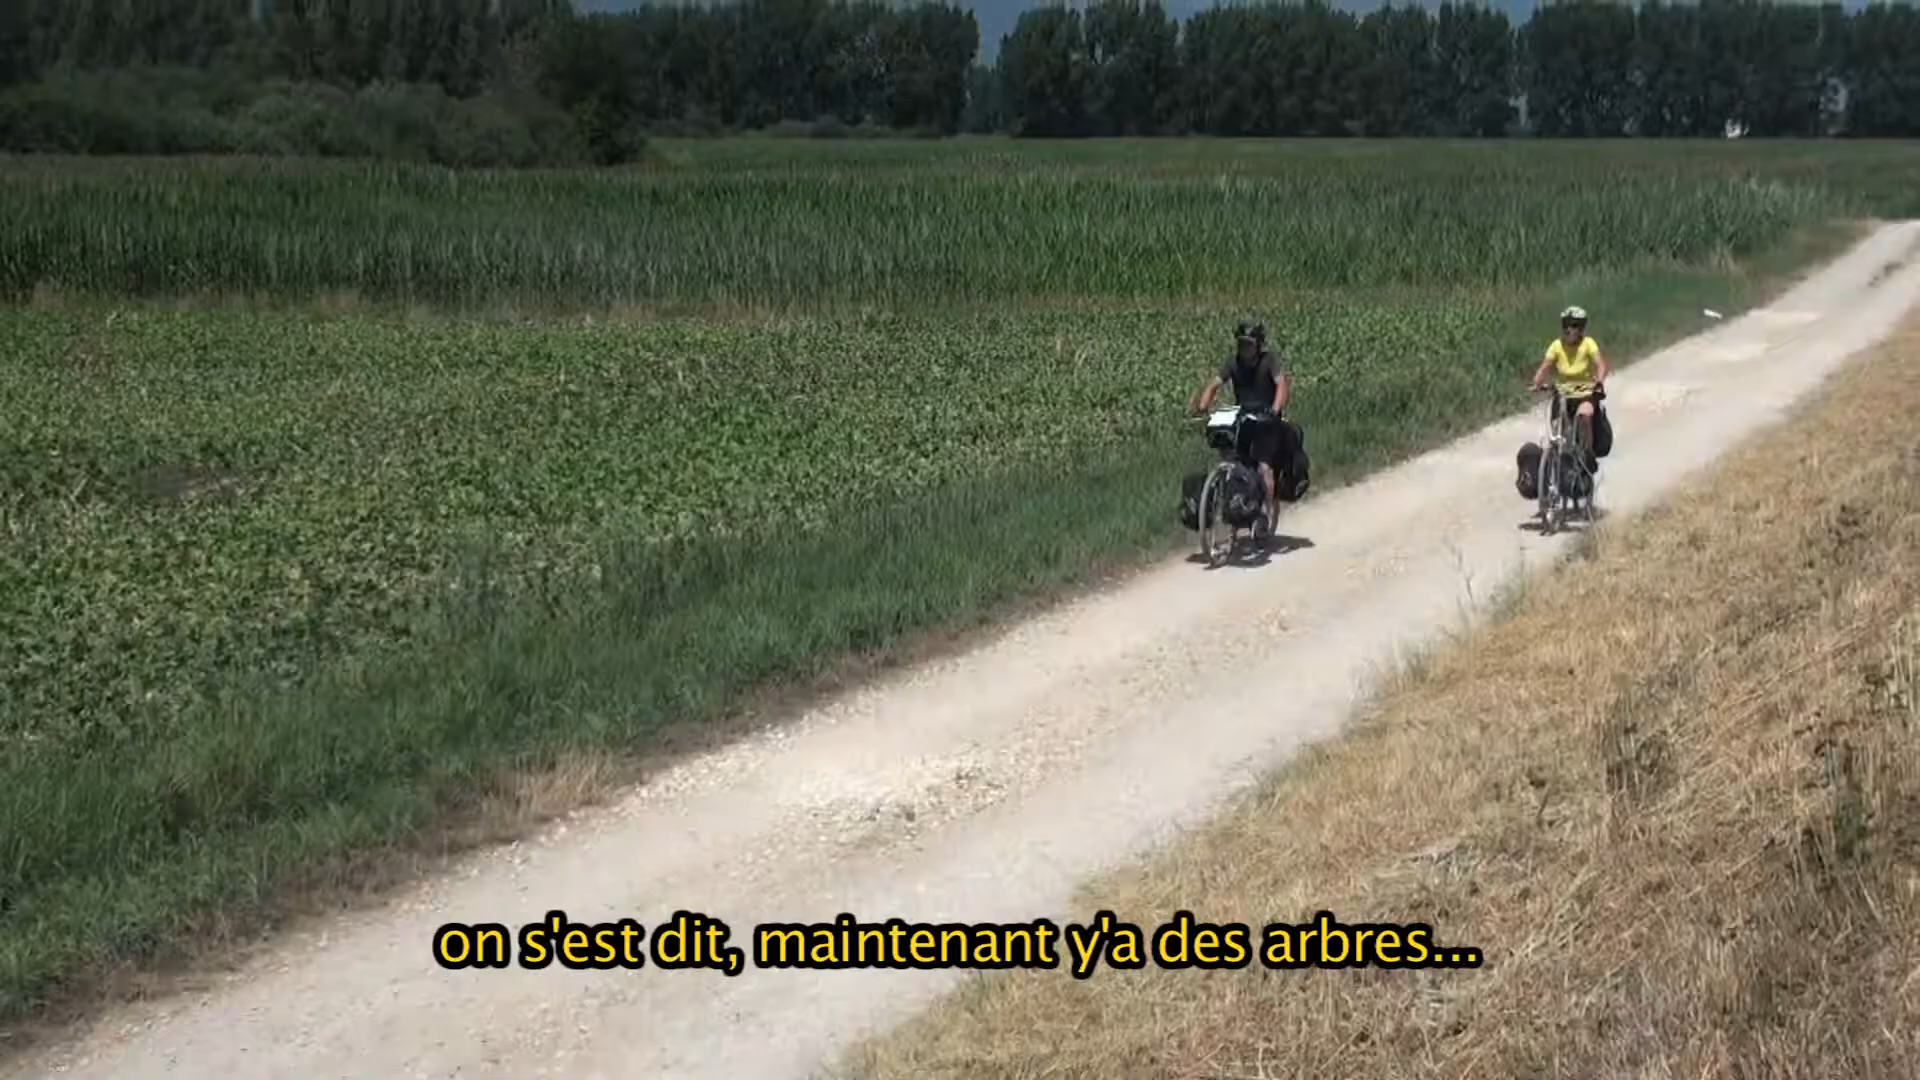 on s'est dit, maintenant y'a des arbres...